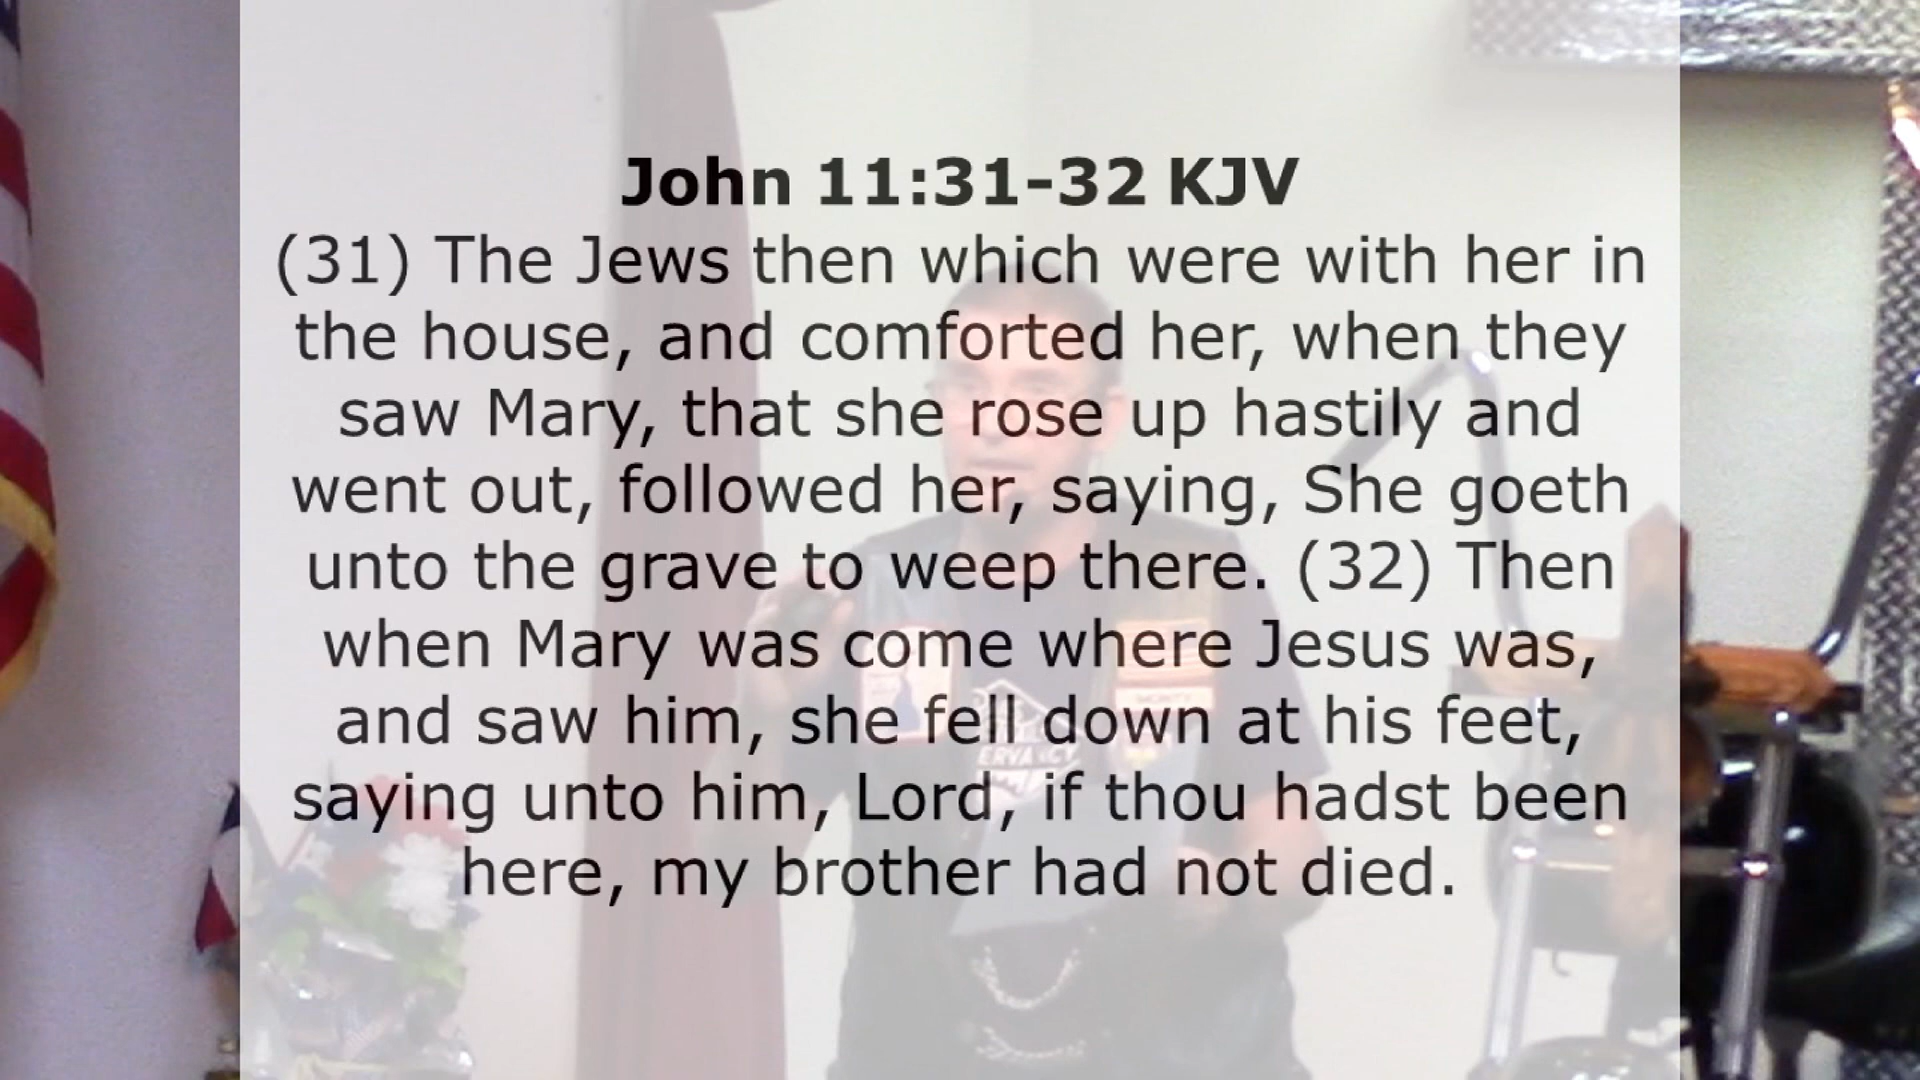 John 11:31-32 KJV
(31) The Jews then which were with her in
the house, and comforted her, when they
saw Mary, that she rose up hastily and
went out, followed her, saying, She goeth
unto the grave to weep there. (32) Then
when Mary was come where Jesus was,
and saw him, she fell down at his feet,
saying unto him, Lord, if thou hadst been
here, my brother had not died.